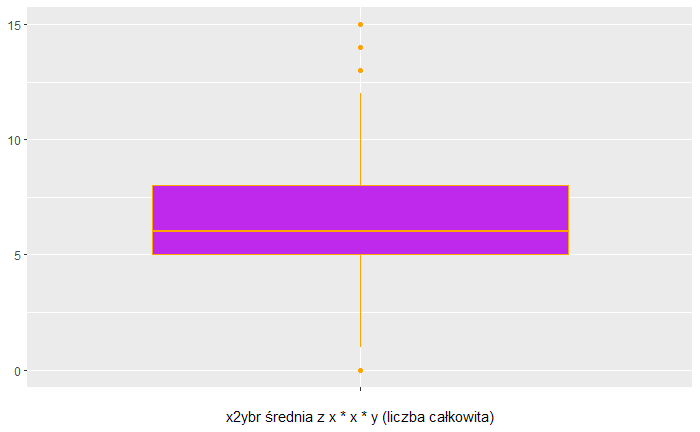 15
10
5
0
x2ybr średnia z x * x * y (liczba całkowita)